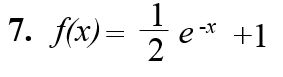 7. f(x) = 1/2 e^-x +1